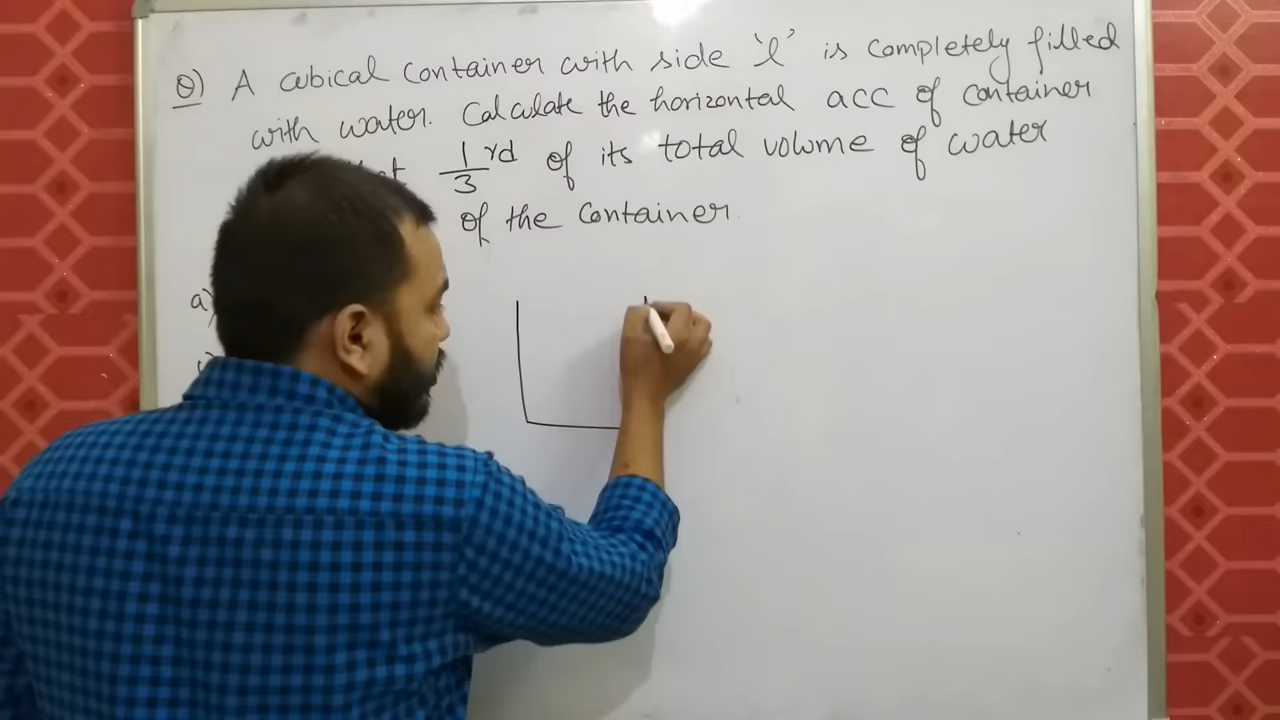 Q) A cubical container with side 'l' is completely filled
with water. Calculate the horizontal acc of container
1/3 rd of its total volume of water
of the container.
a)